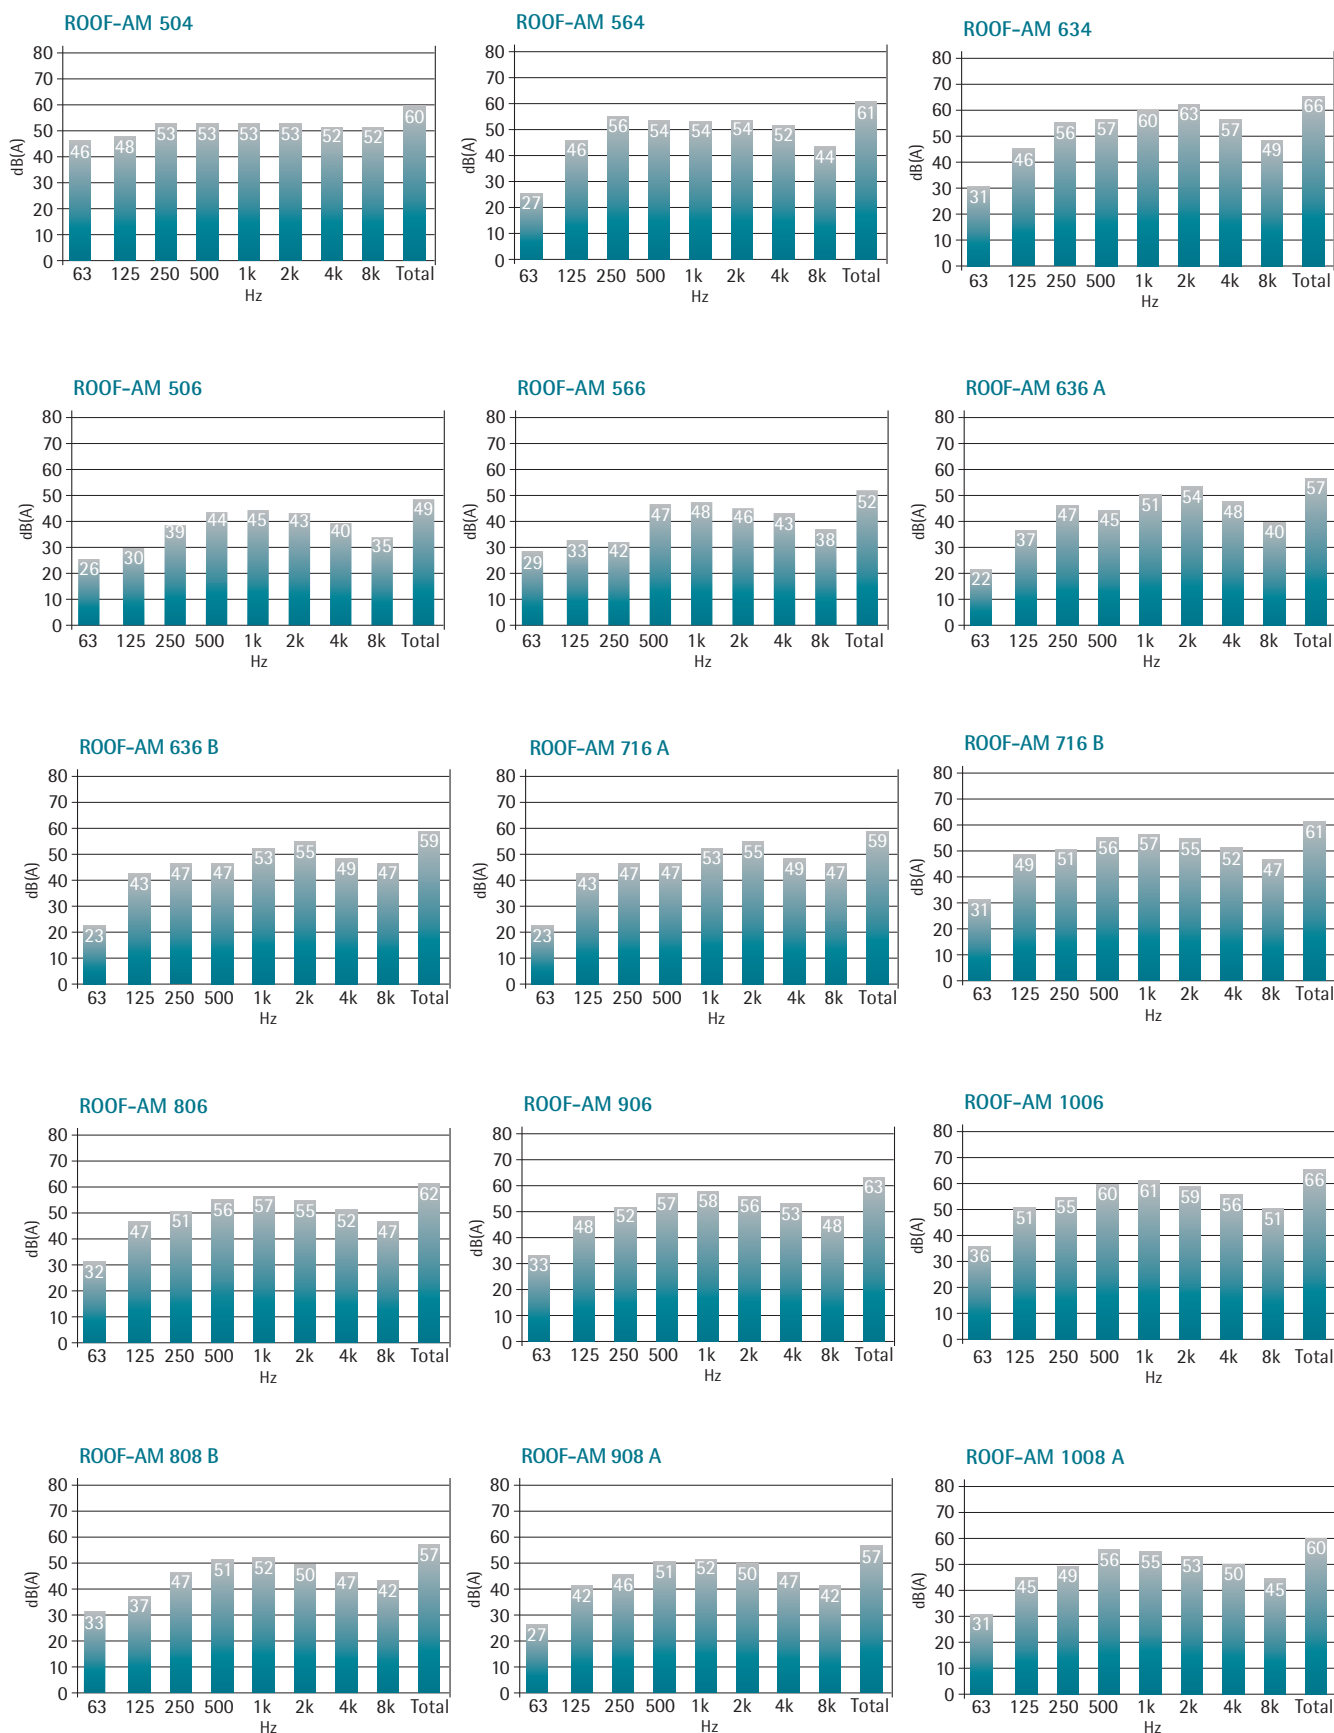 ROOF-AM 504
80
70
60
50
40
30
20
10
0
dB(A)
46 48 53 53 53 53 52 52 60
63 125 250 500 1k 2k 4k 8k Total
Hz
ROOF-AM 564
80
70
60
50
40
30
20
10
0
dB(A)
27 46 56 54 54 54 52 44 61
63 125 250 500 1k 2k 4k 8k Total
Hz
ROOF-AM 634
80
70
60
50
40
30
20
10
0
dB(A)
31 46 56 57 60 63 57 49 66
63 125 250 500 1k 2k 4k 8k Total
Hz
ROOF-AM 506
80
70
60
50
40
30
20
10
0
dB(A)
26 30 39 44 45 43 40 35 49
63 125 250 500 1k 2k 4k 8k Total
Hz
ROOF-AM 566
80
70
60
50
40
30
20
10
0
dB(A)
29 33 42 47 48 46 43 38 52
63 125 250 500 1k 2k 4k 8k Total
Hz
ROOF-AM 636 A
80
70
60
50
40
30
20
10
0
dB(A)
22 37 47 45 51 54 48 40 57
63 125 250 500 1k 2k 4k 8k Total
Hz
ROOF-AM 636 B
80
70
60
50
40
30
20
10
0
dB(A)
23 43 47 47 53 55 49 47 59
63 125 250 500 1k 2k 4k 8k Total
Hz
ROOF-AM 716 A
80
70
60
50
40
30
20
10
0
dB(A)
23 43 47 47 53 55 49 47 59
63 125 250 500 1k 2k 4k 8k Total
Hz
ROOF-AM 716 B
80
70
60
50
40
30
20
10
0
dB(A)
31 49 51 56 57 55 52 47 61
63 125 250 500 1k 2k 4k 8k Total
Hz
ROOF-AM 806
80
70
60
50
40
30
20
10
0
dB(A)
32 47 51 56 57 55 52 47 62
63 125 250 500 1k 2k 4k 8k Total
Hz
ROOF-AM 906
80
70
60
50
40
30
20
10
0
dB(A)
33 48 52 57 58 56 53 48 63
63 125 250 500 1k 2k 4k 8k Total
Hz
ROOF-AM 1006
80
70
60
50
40
30
20
10
0
dB(A)
36 51 55 60 61 59 56 51 66
63 125 250 500 1k 2k 4k 8k Total
Hz
ROOF-AM 808 B
80
70
60
50
40
30
20
10
0
dB(A)
33 37 47 51 52 50 47 42 57
63 125 250 500 1k 2k 4k 8k Total
Hz
ROOF-AM 908 A
80
70
60
50
40
30
20
10
0
dB(A)
27 42 46 51 52 50 47 42 57
63 125 250 500 1k 2k 4k 8k Total
Hz
ROOF-AM 1008 A
80
70
60
50
40
30
20
10
0
dB(A)
31 45 49 56 55 53 50 45 60
63 125 250 500 1k 2k 4k 8k Total
Hz